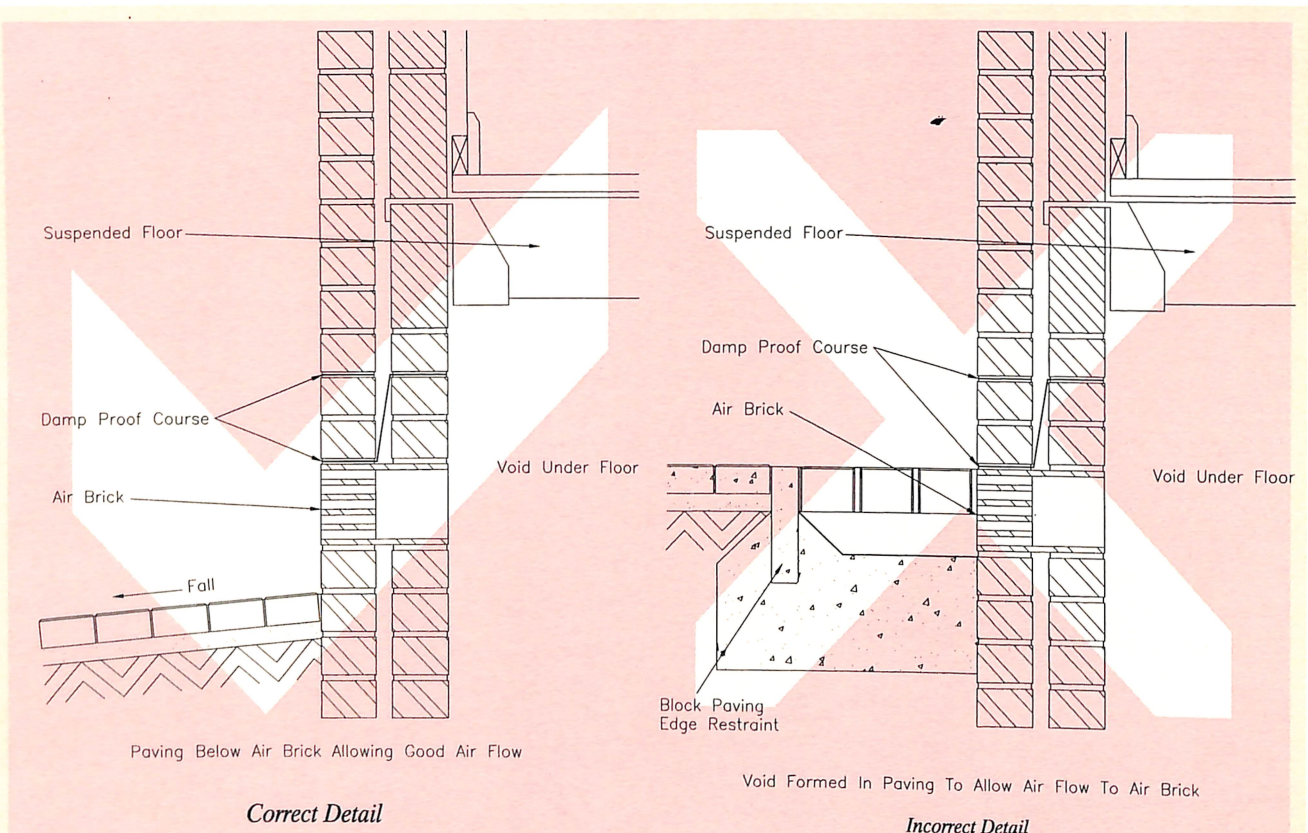 Suspended Floor
Damp Proof Course
Air Brick
Void Under Floor
Fall
Paving Below Air Brick Allowing Good Air Flow
Correct Detail
Suspended Floor
Damp Proof Course
Air Brick
Void Under Floor
Block Paving
Edge Restraint
Void Formed In Paving To Allow Air Flow To Air Brick
Incorrect Detail